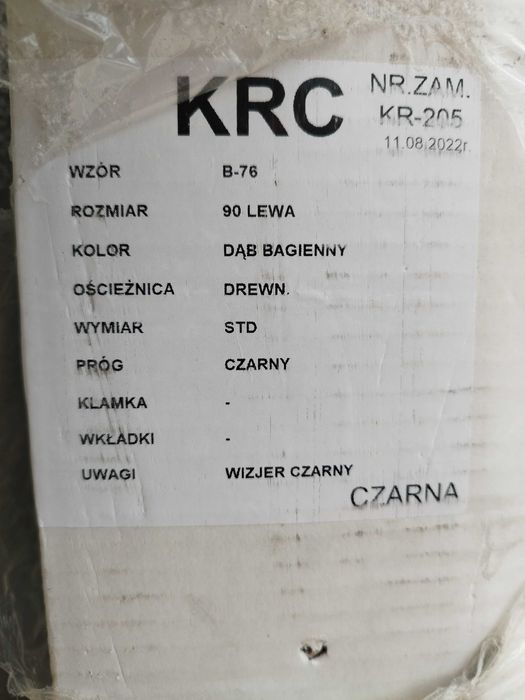 KRC
NR.ZAM.
KR-205
11.08.2022r.
WZÓR B-76
ROZMIAR 90 LEWA
KOLOR DĄB BAGIENNY
OŚCIEŻNICA DREWN.
WYMIAR STD
PRÓG CZARNY
KLAMKA -
WKŁADKI -
UWAGI WIZJER CZARNY
CZARNA